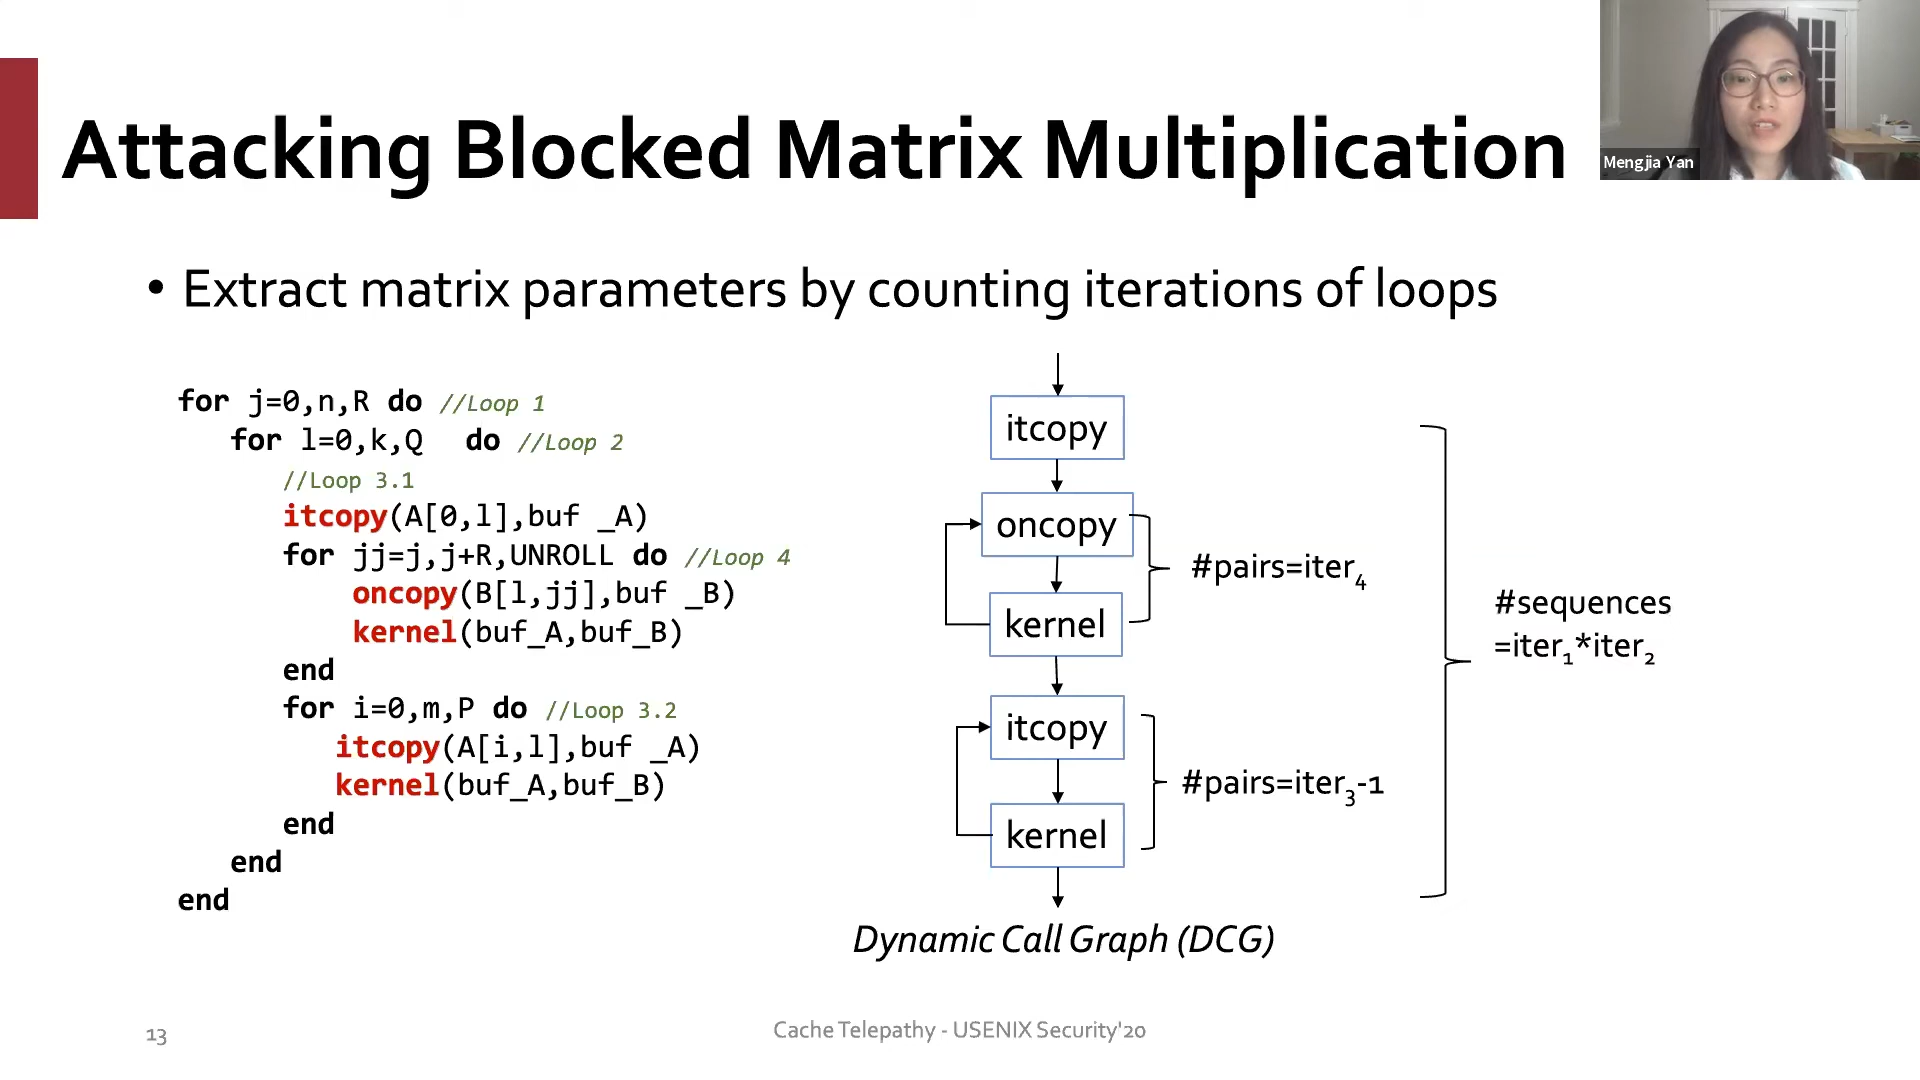 Attacking Blocked Matrix Multiplication
Mengjia Yan
• Extract matrix parameters by counting iterations of loops
for j=0,n,R do //Loop 1
for l=0,k,Q do //Loop 2
//Loop 3.1
itcopy(A[0,l],buf _A)
for jj=j,j+R,UNROLL do //Loop 4
oncopy(B[l,jj],buf _B)
kernel(buf_A,buf_B)
end
for i=0,m,P do //Loop 3.2
itcopy(A[i,l],buf _A)
kernel(buf_A,buf_B)
end
end
end
itcopy
oncopy
kernel
#pairs=iter₄
itcopy
kernel
#pairs=iter₃-1
#sequences
=iter₁*iter₂
Dynamic Call Graph (DCG)
13
Cache Telepathy - USENIX Security'20